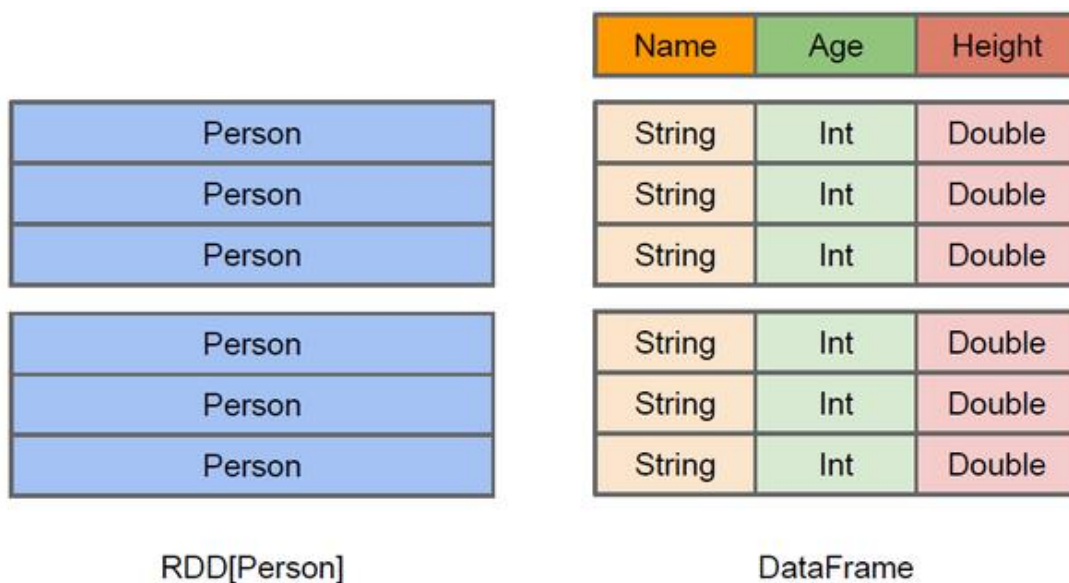 Name Age Height
Person String Int Double
Person String Int Double
Person String Int Double
Person String Int Double
Person String Int Double
Person String Int Double
RDD[Person] DataFrame